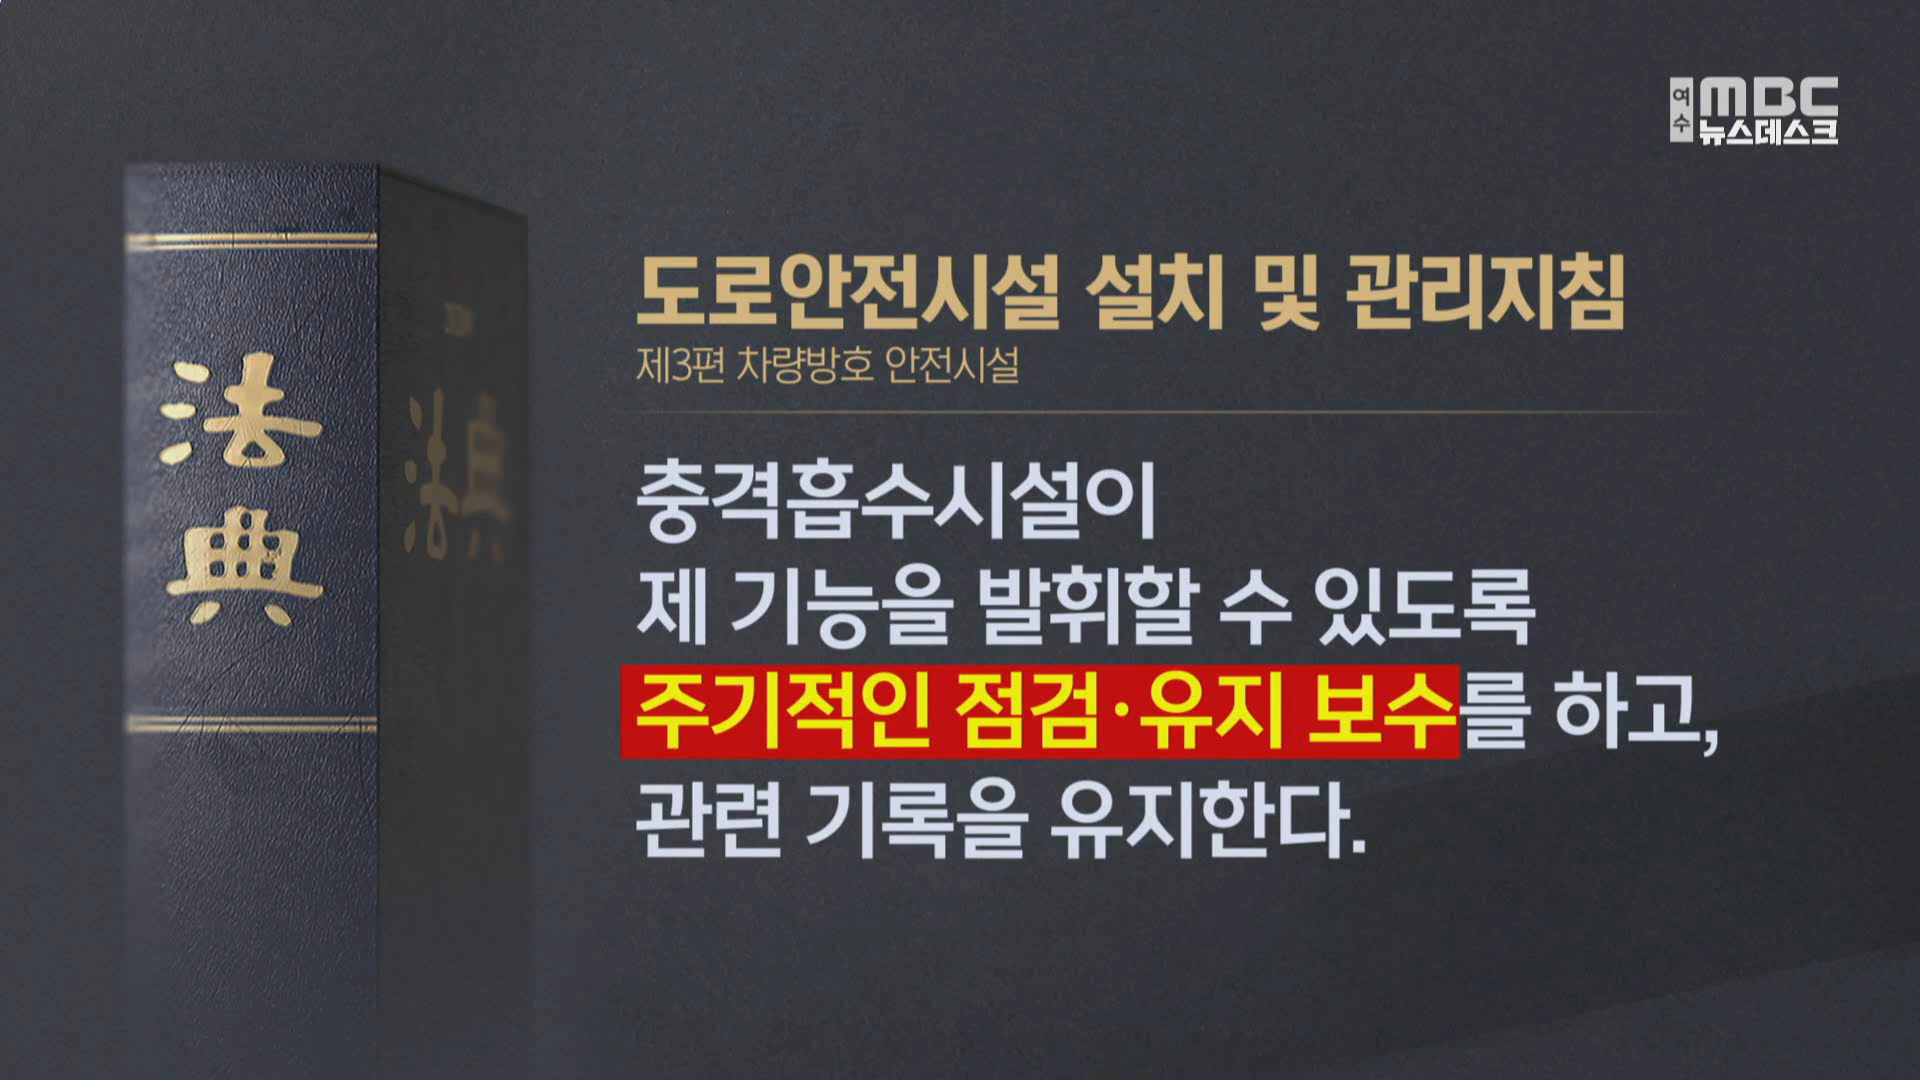 여수 MBC
뉴스데스크
도로안전시설 설치 및 관리지침
제3편 차량방호 안전시설
충격흡수시설이
제 기능을 발휘할 수 있도록
주기적인 점검·유지 보수를 하고,
관련 기록을 유지한다.
法典